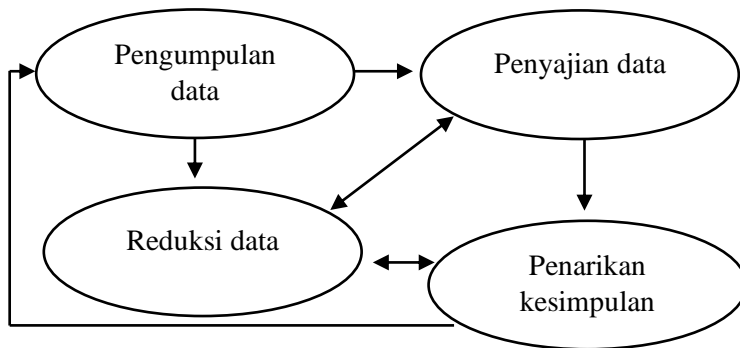 Pengumpulan
data
Penyajian data
Reduksi data
Penarikan
kesimpulan